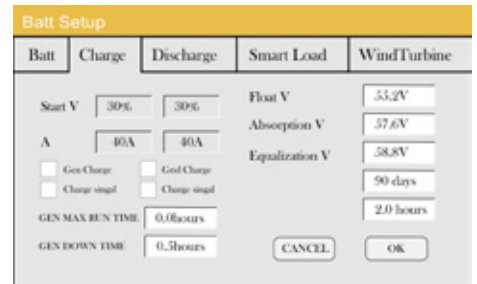 Batt Setup
Batt Charge Discharge Smart Load WindTurbine
Start V 30% 30%
A 40A 40A
Gen Charge Grid Charge
Charge singal Charge singal
GEN MAX RUN TIME 0.0hours
GEN DOWN TIME 0.5hours
Float V 55.2V
Absorption V 57.6V
Equalization V 58.8V
90 days
2.0 hours
CANCEL OK